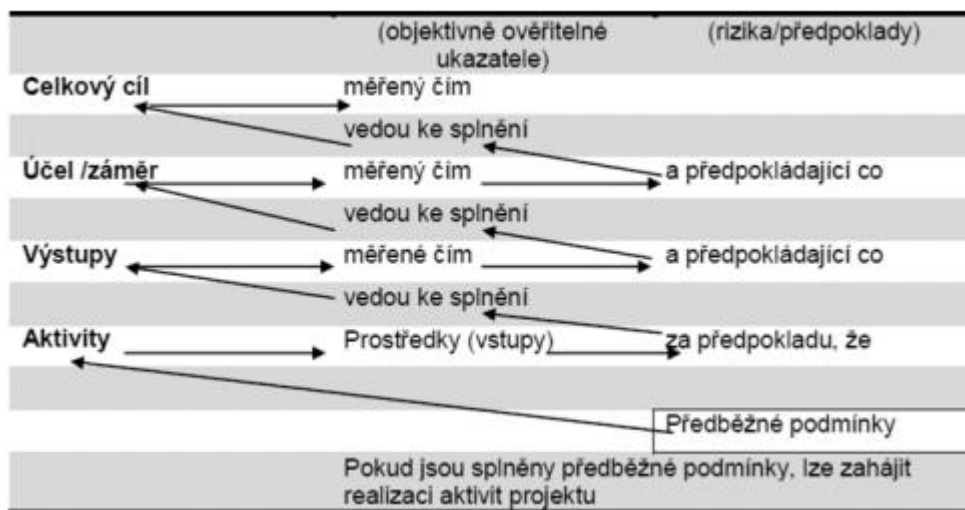 (objektivně ověřitelné (rizika/předpoklady)
ukazatele)
Celkový cíl měřený čím
vedou ke splnění
Účel /záměr měřený čím a předpokládající co
vedou ke splnění
Výstupy měřené čím a předpokládající co
vedou ke splnění
Aktivity Prostředky (vstupy) za předpokladu, že
Předběžné podmínky
Pokud jsou splněny předběžné podmínky, lze zahájit
realizaci aktivit projektu